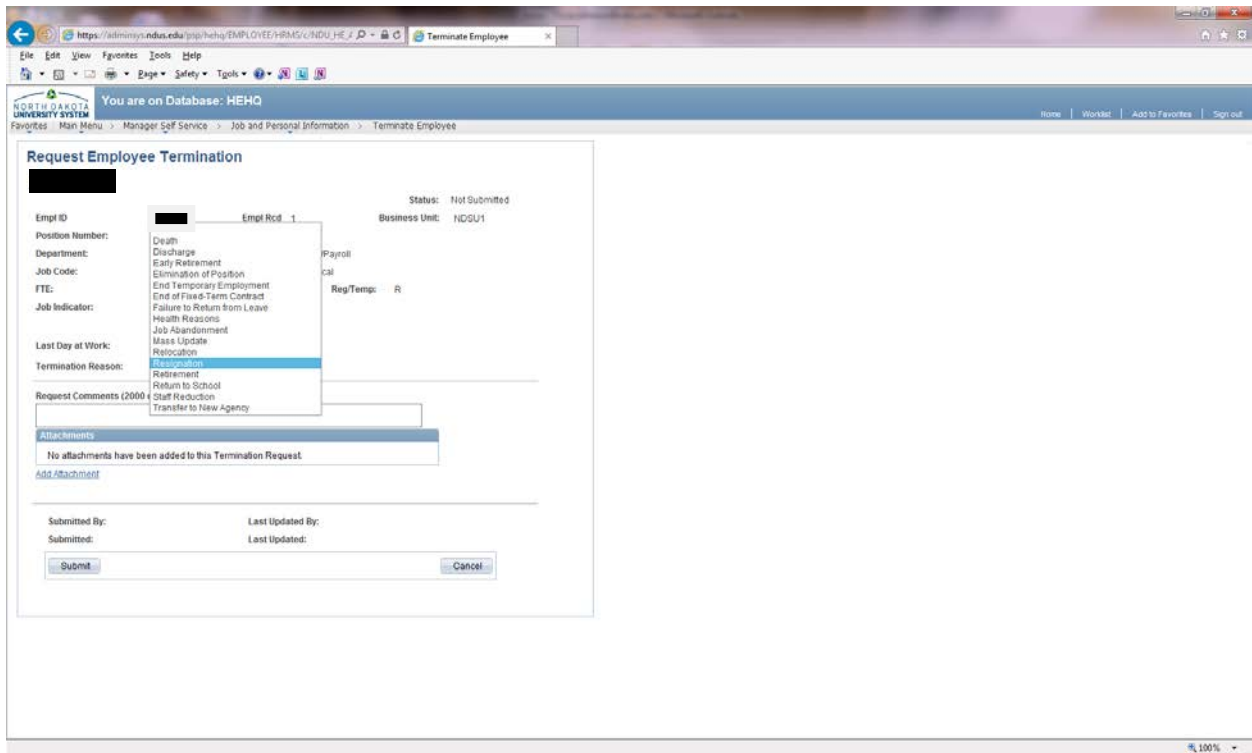 https://adminsys.ndus.edu/psp/hehq/EMPLOYEE/HRMS/c/NDU_HE_
Terminate Employee
File Edit View Favorites Tools Help
Page Safety Tools
NORTH DAKOTA
UNIVERSITY SYSTEM
You are on Database: HEHQ
Home | Worklist | Add to Favorites | Sign out
Favorites Main Menu > Manager Self Service > Job and Personal Information > Terminate Employee
Request Employee Termination
Status: Not Submitted
Empl ID Empl Rcd 1 Business Unit: NDSU1
Position Number:
Department: /Payroll
Job Code: cal
FTE: Reg/Temp: R
Job Indicator:
Last Day at Work:
Termination Reason:
Death
Discharge
Early Retirement
Elimination of Position
End Temporary Employment
End of Fixed-Term Contract
Failure to Return from Leave
Health Reasons
Job Abandonment
Mass Update
Relocation
Resignation
Retirement
Return to School
Staff Reduction
Transfer to New Agency
Request Comments (2000
Attachments
No attachments have been added to this Termination Request.
Add Attachment
Submitted By: Last Updated By:
Submitted: Last Updated:
Submit Cancel
100%